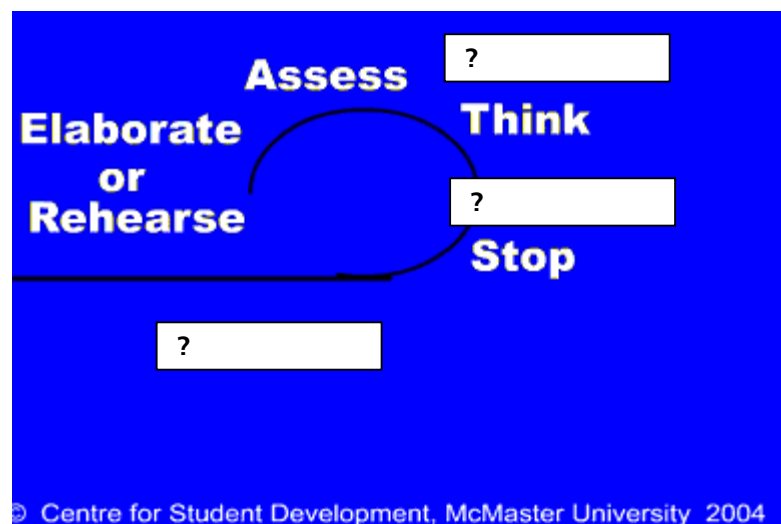 Assess
?
Think
Elaborate
or
Rehearse
?
Stop
?
© Centre for Student Development, McMaster University 2004